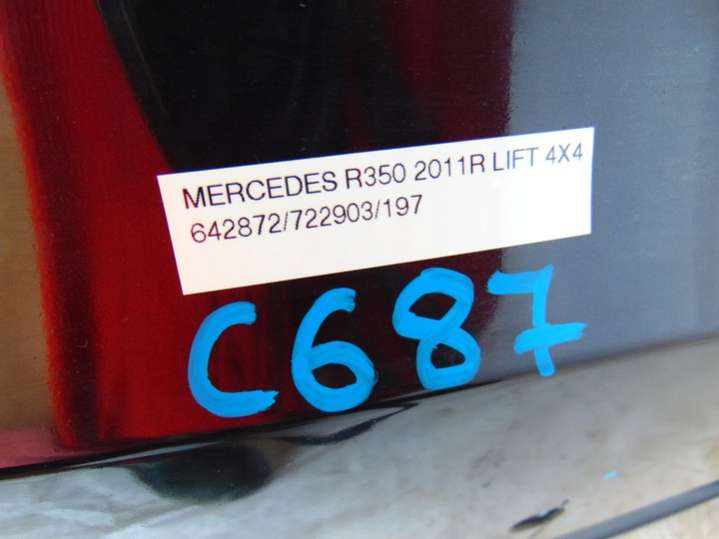 MERCEDES R350 2011R LIFT 4X4
642872/722903/197
C687